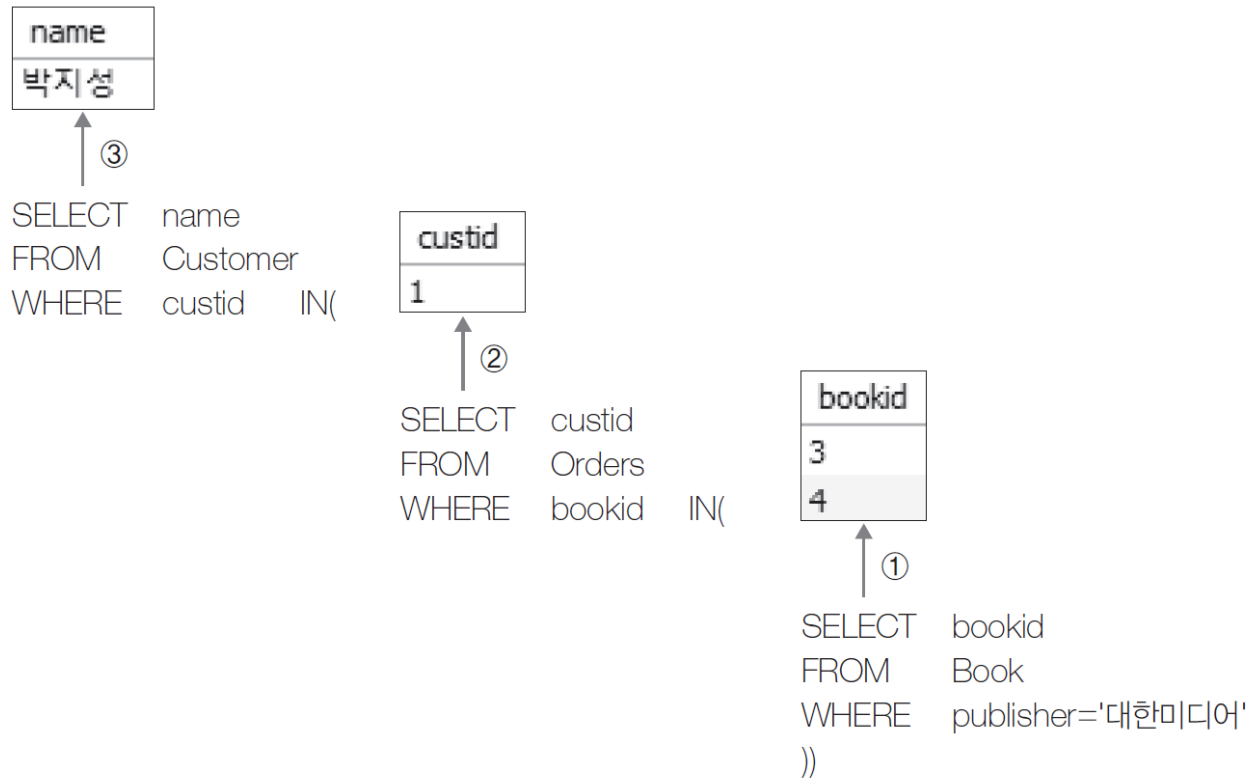 name
박지성
③
SELECT name
FROM Customer
WHERE custid IN(
custid
1
②
SELECT custid
FROM Orders
WHERE bookid IN(
bookid
3
4
①
SELECT bookid
FROM Book
WHERE publisher='대한미디어'
))